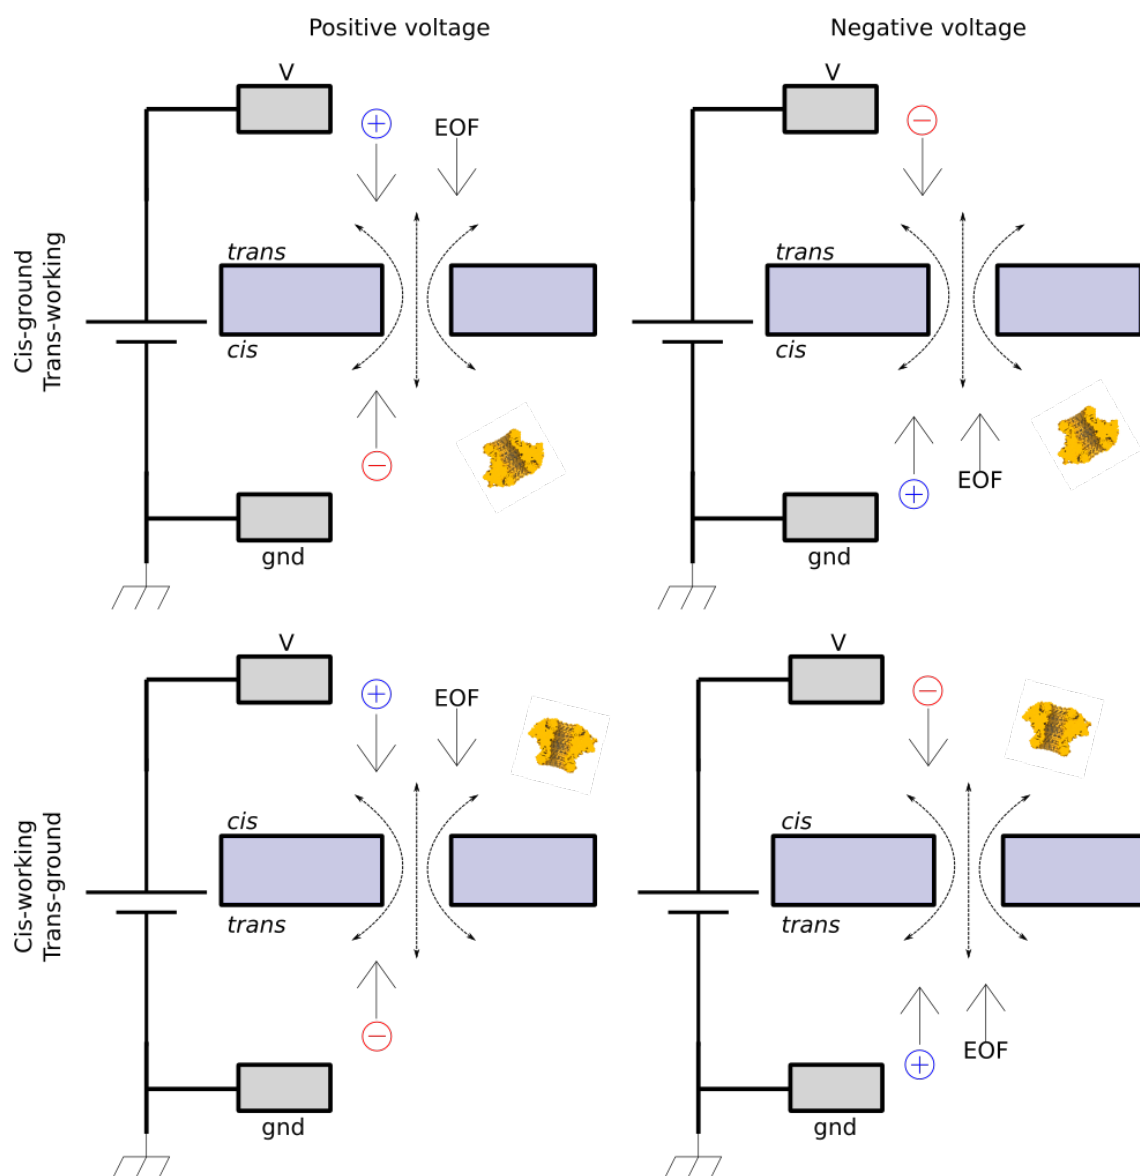 Positive voltage
Negative voltage
Cis-ground
Trans-working
V
+
EOF
trans
cis
−
gnd
V
−
trans
cis
+
EOF
gnd
Cis-working
Trans-ground
V
+
EOF
cis
trans
−
gnd
V
−
cis
trans
+
EOF
gnd